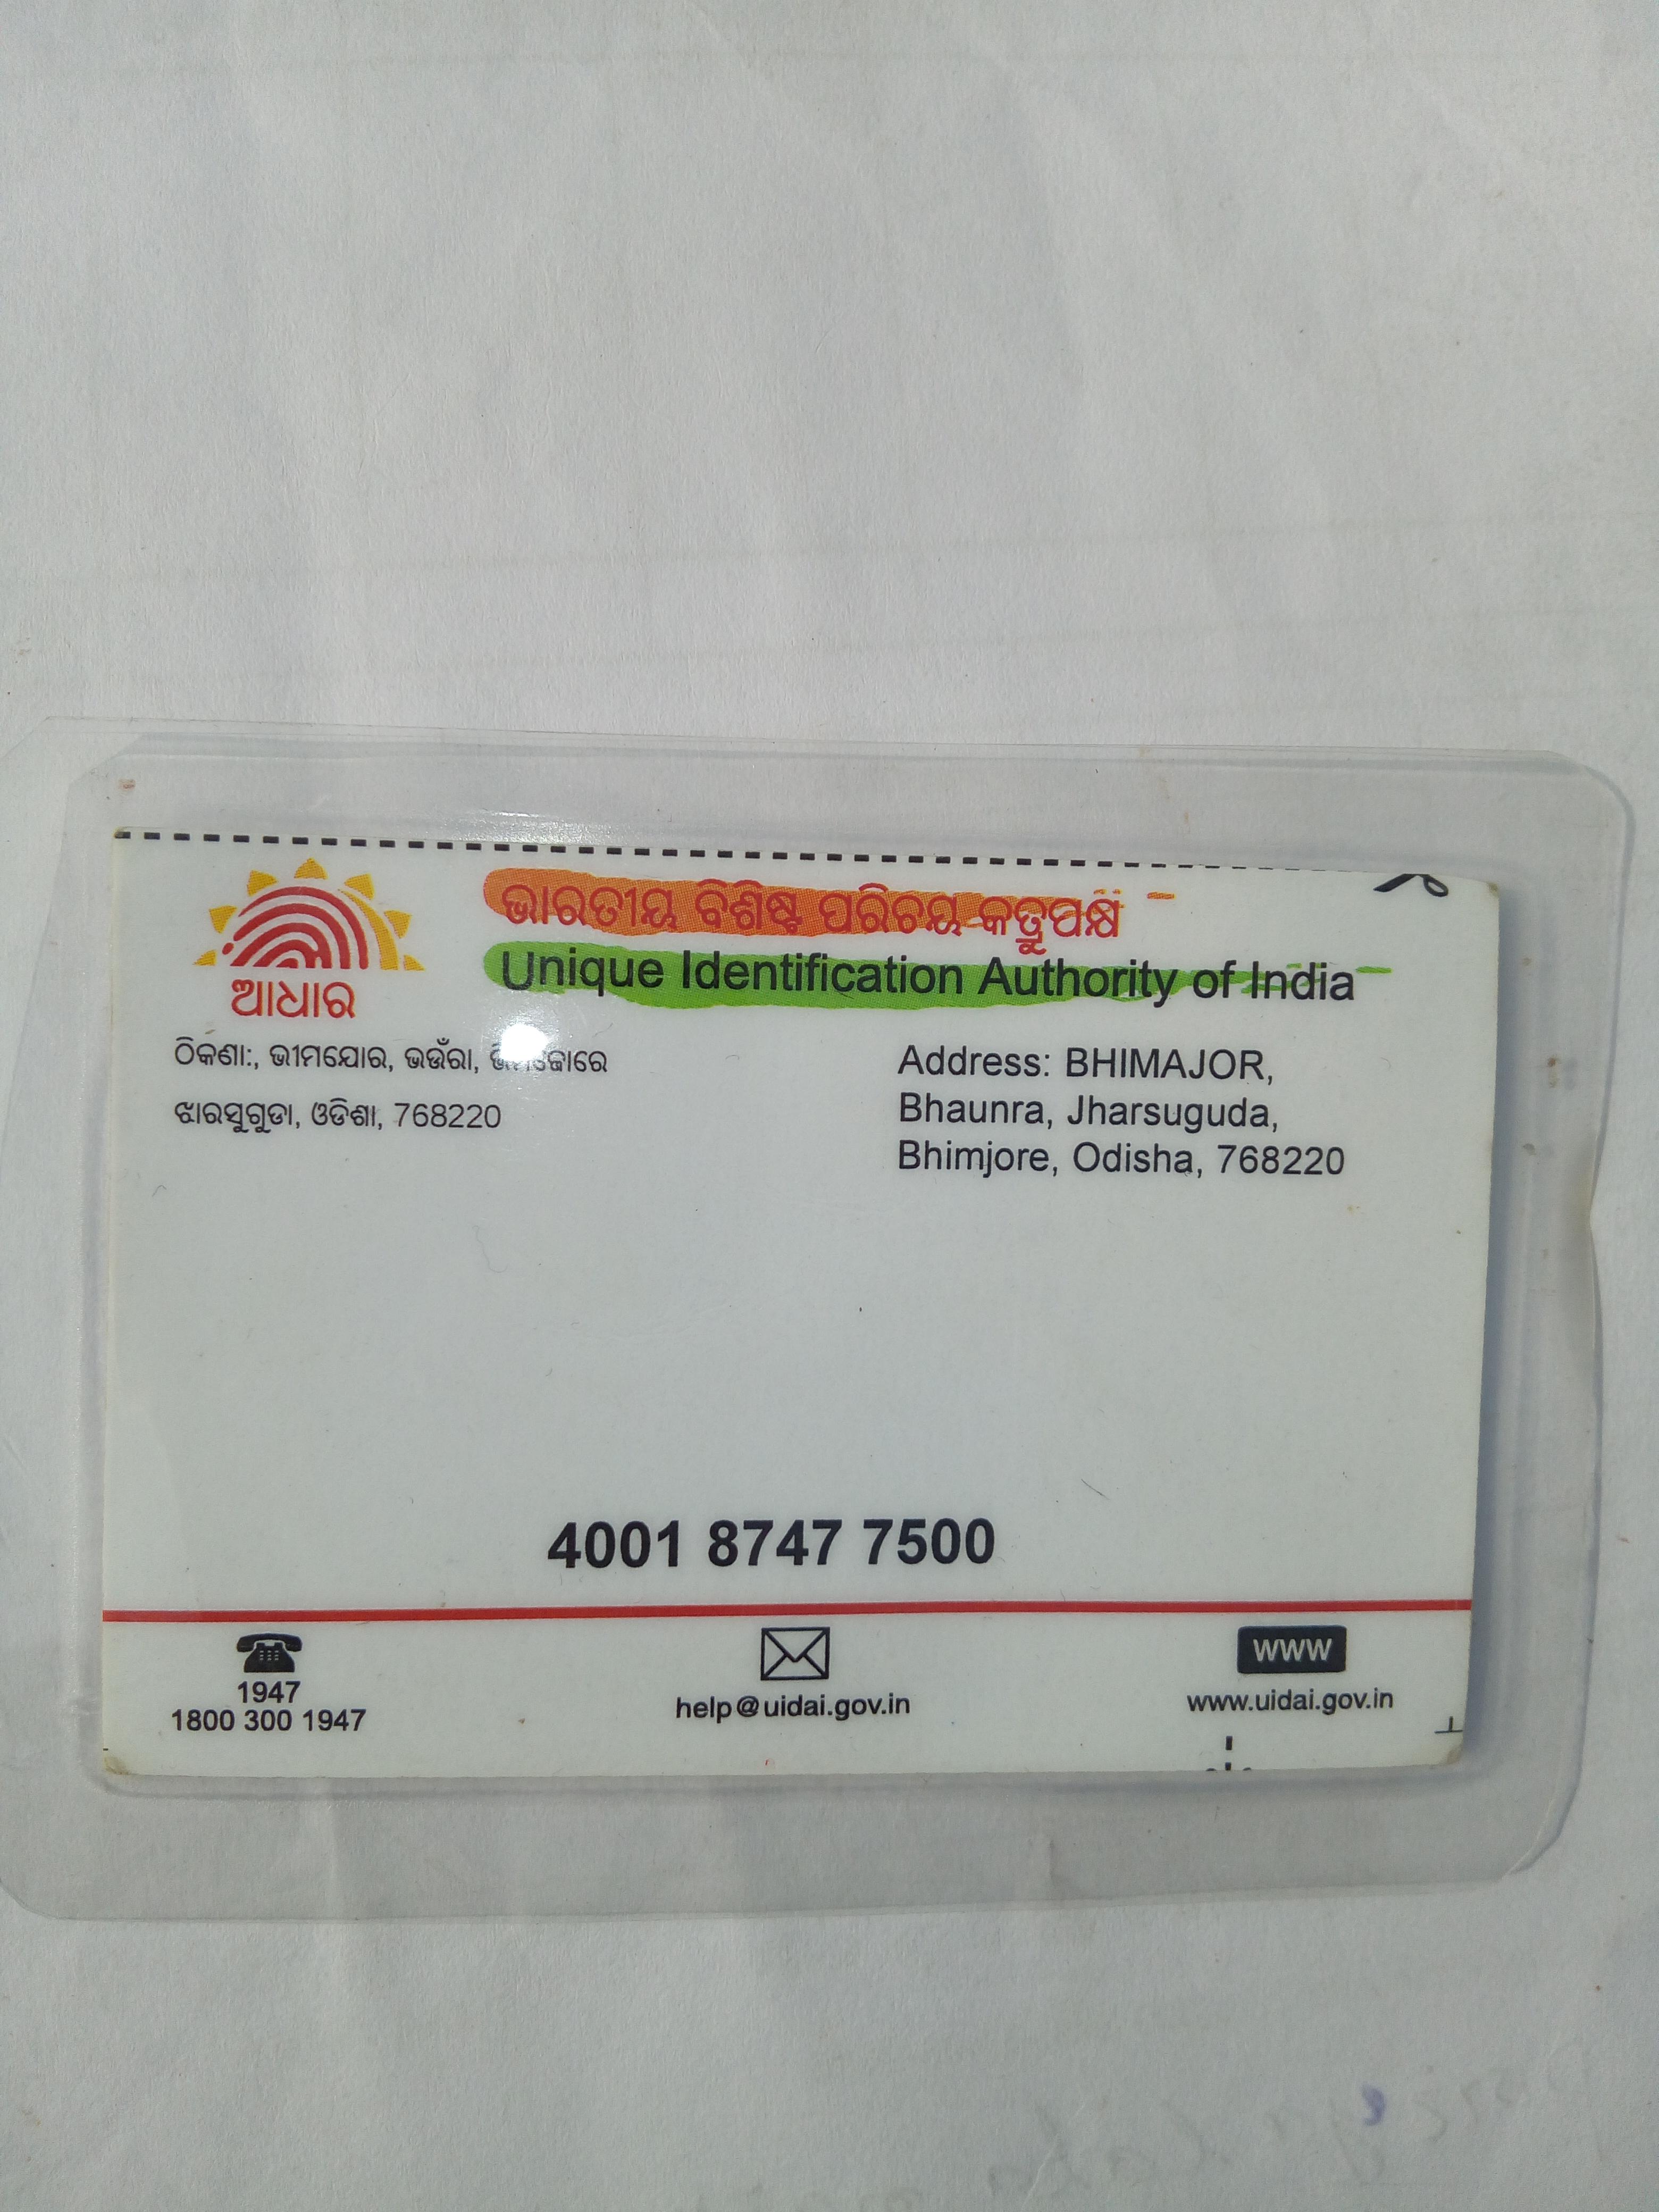 ଭାରତୀୟ ବିଶିଷ୍ଟ ପରିଚୟ କର୍ତ୍ତୃପକ୍ଷ
Unique Identification Authority of India
ଆଧାର
ଠିକଣା:, ଭୀମଯୋର, ଭଉଁରା,
ଝାରସୁଗୁଡା, ଓଡିଶା, 768220
Address: BHIMAJOR,
Bhaunra, Jharsuguda,
Bhimjore, Odisha, 768220
4001 8747 7500
1947
1800 300 1947
help@uidai.gov.in
WWW
www.uidai.gov.in